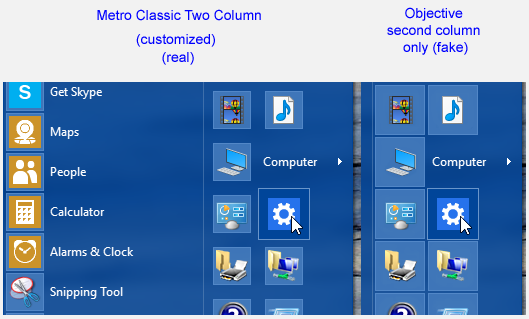 Metro Classic Two Column
(customized)
(real)
Objective
second column
only (fake)
Get Skype
Maps
People
Calculator
Alarms & Clock
Snipping Tool
Computer
Computer